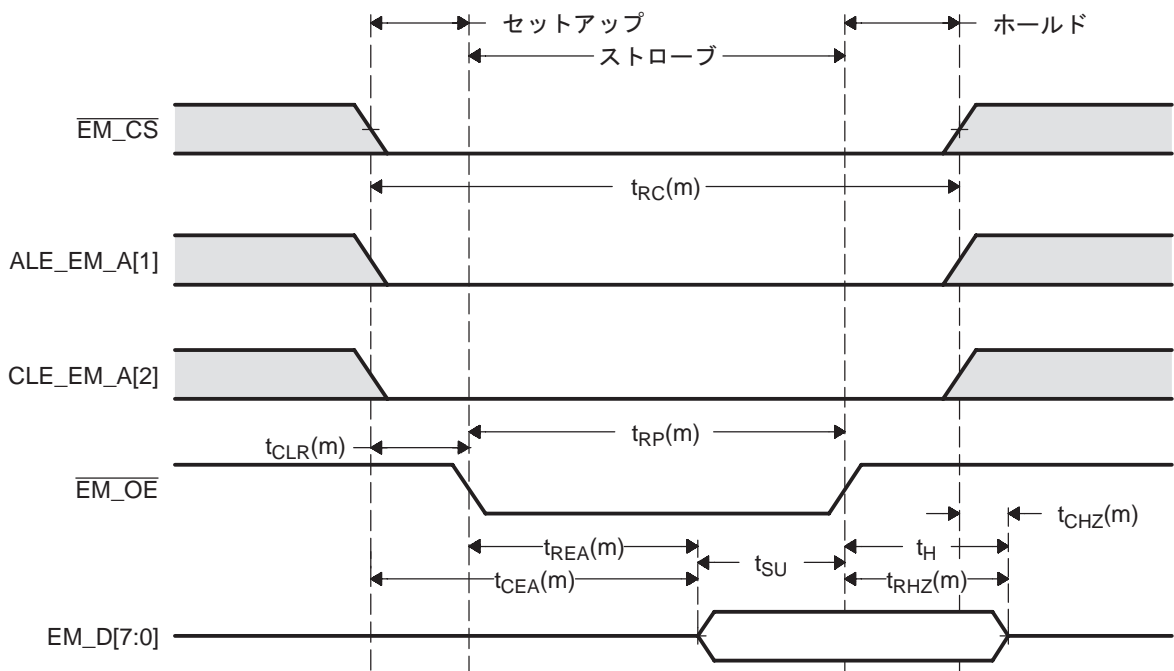 セットアップ
ホールド
ストローブ
EM_CS
tRC(m)
ALE_EM_A[1]
CLE_EM_A[2]
tCLR(m)
tRP(m)
EM_OE
tCHZ(m)
tREA(m)
tH
tSU
tCEA(m)
tRHZ(m)
EM_D[7:0]